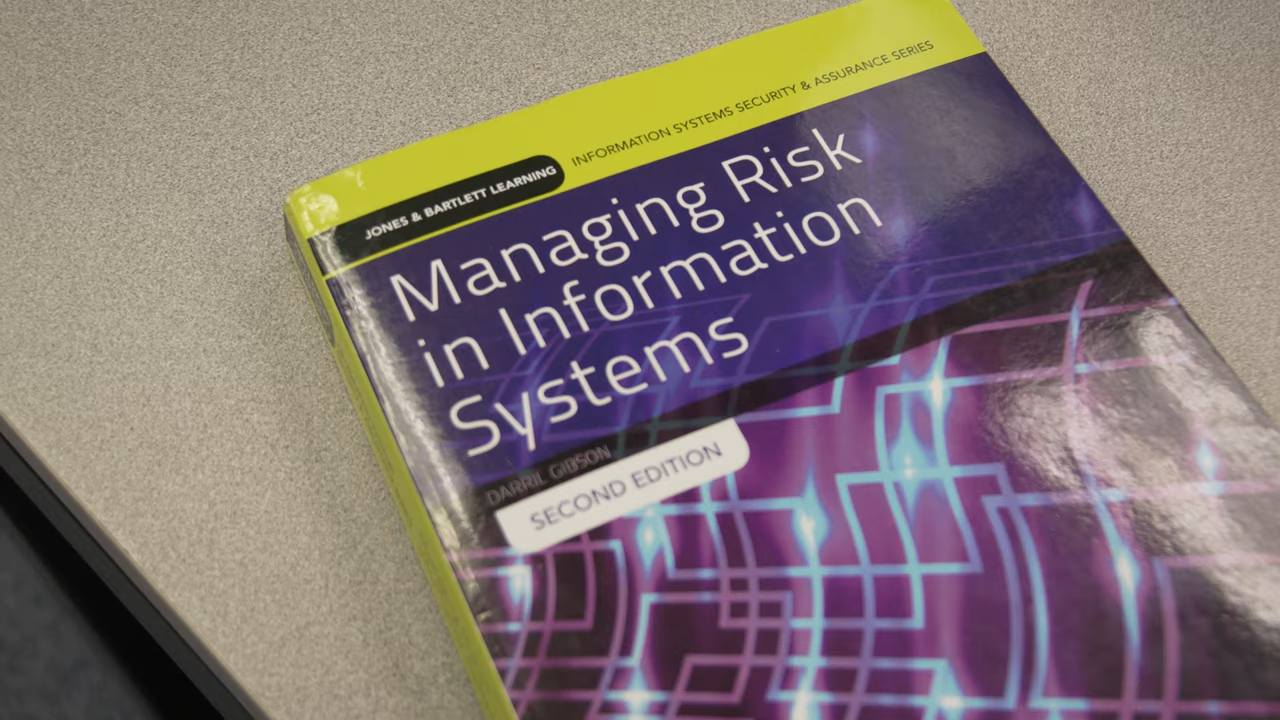 JONES & BARTLETT LEARNING
INFORMATION SYSTEMS SECURITY & ASSURANCE SERIES
Managing Risk
in Information
Systems
DARRIL GIBSON
SECOND EDITION